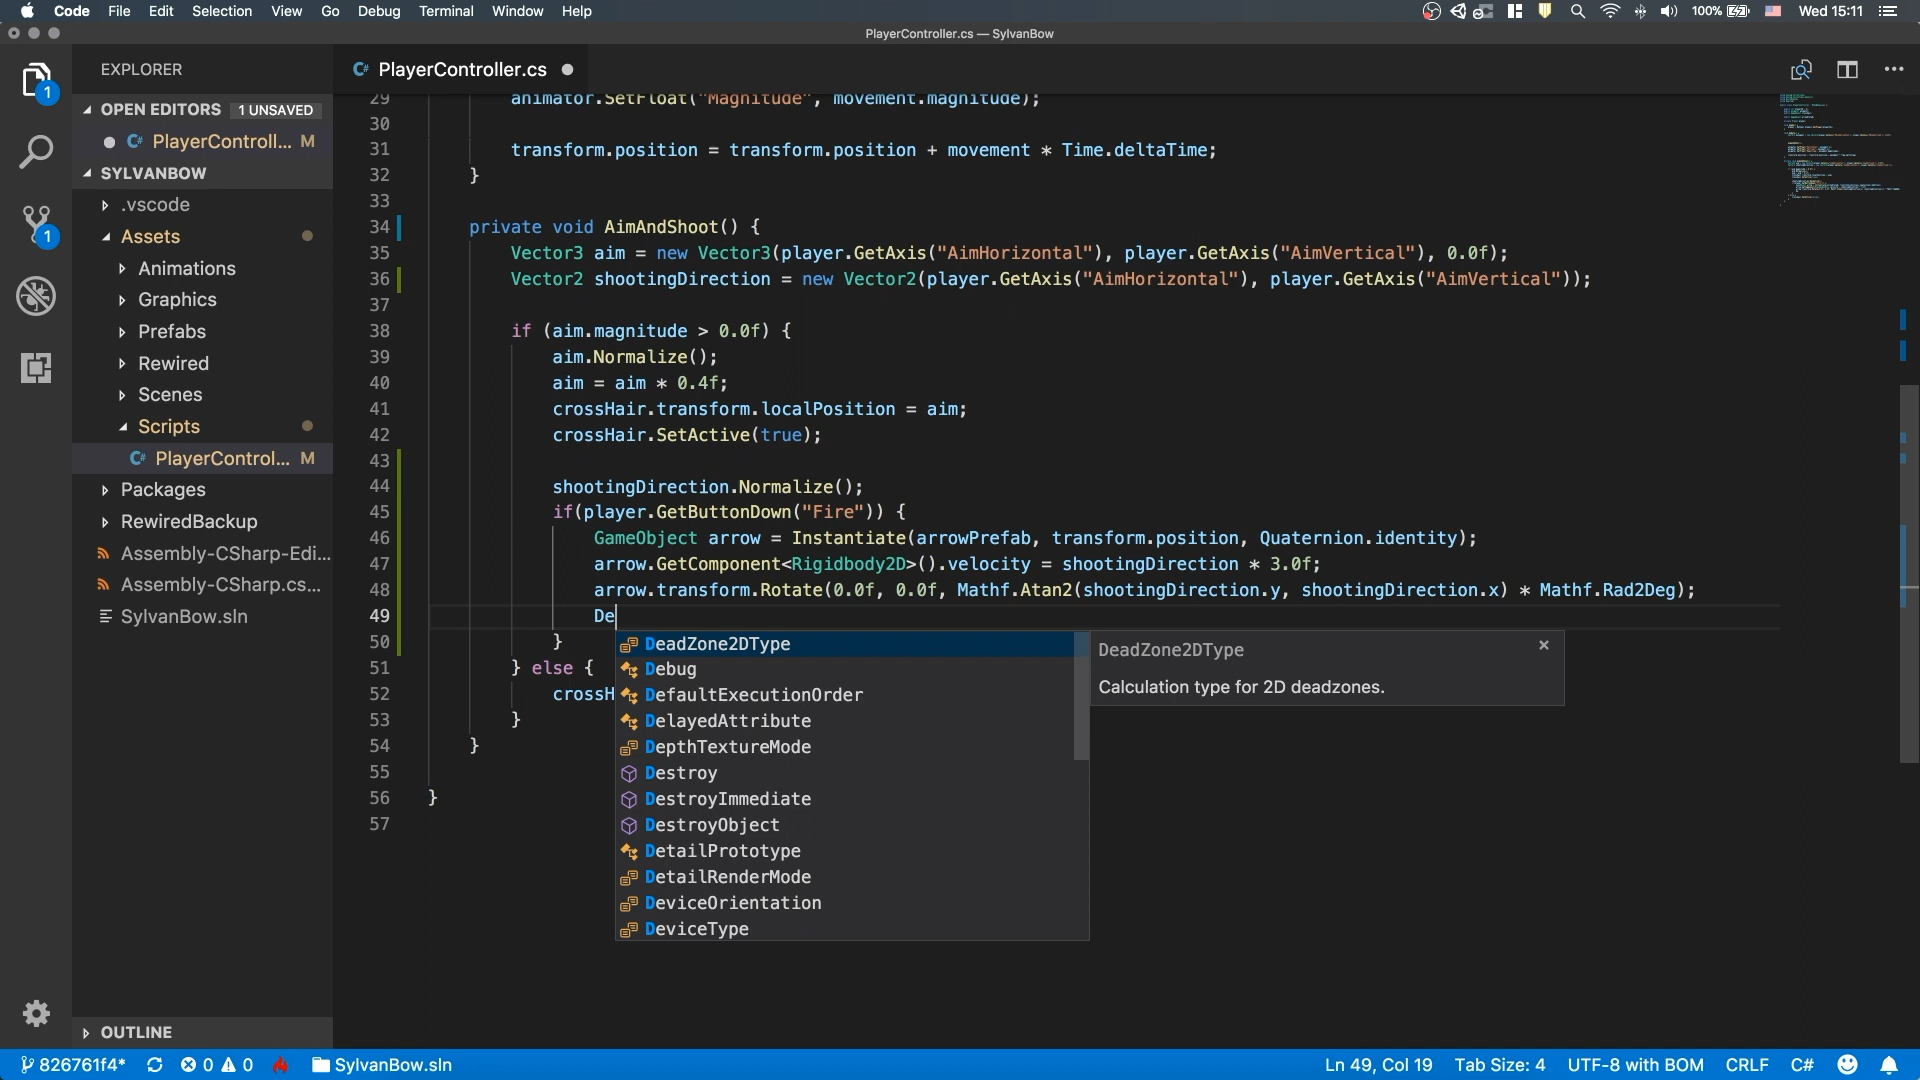 Code File Edit Selection View Go Debug Terminal Window Help 100% Wed 15:11
PlayerController.cs — SylvanBow
EXPLORER
OPEN EDITORS 1 UNSAVED
C# PlayerControll... M
SYLVANBOW
.vscode
Assets
Animations
Graphics
Prefabs
Rewired
Scenes
Scripts
C# PlayerControl... M
Packages
RewiredBackup
Assembly-CSharp-Edi...
Assembly-CSharp.cs...
SylvanBow.sln
OUTLINE
1
1
C# PlayerController.cs
29 animator.SetFloat("Magnitude", movement.magnitude);
30
31 transform.position = transform.position + movement * Time.deltaTime;
32 }
33
34 private void AimAndShoot() {
35 Vector3 aim = new Vector3(player.GetAxis("AimHorizontal"), player.GetAxis("AimVertical"), 0.0f);
36 Vector2 shootingDirection = new Vector2(player.GetAxis("AimHorizontal"), player.GetAxis("AimVertical"));
37
38 if (aim.magnitude > 0.0f) {
39 aim.Normalize();
40 aim = aim * 0.4f;
41 crossHair.transform.localPosition = aim;
42 crossHair.SetActive(true);
43
44 shootingDirection.Normalize();
45 if(player.GetButtonDown("Fire")) {
46 GameObject arrow = Instantiate(arrowPrefab, transform.position, Quaternion.identity);
47 arrow.GetComponent<Rigidbody2D>().velocity = shootingDirection * 3.0f;
48 arrow.transform.Rotate(0.0f, 0.0f, Mathf.Atan2(shootingDirection.y, shootingDirection.x) * Mathf.Rad2Deg);
49 De
50 }
51 } else {
52 crossH
53 }
54 }
55
56 }
57
DeadZone2DType
Debug
DefaultExecutionOrder
DelayedAttribute
DepthTextureMode
Destroy
DestroyImmediate
DestroyObject
DetailPrototype
DetailRenderMode
DeviceOrientation
DeviceType
DeadZone2DType
Calculation type for 2D deadzones.
826761f4* 0 0 SylvanBow.sln Ln 49, Col 19 Tab Size: 4 UTF-8 with BOM CRLF C#